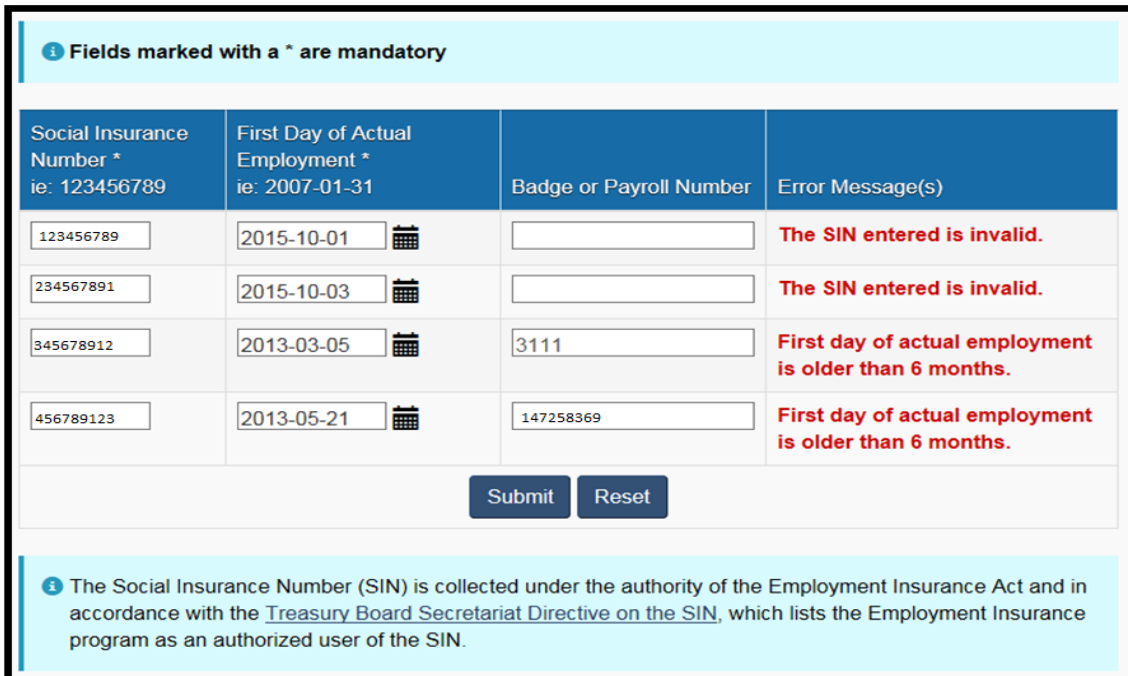 Fields marked with a * are mandatory
Social Insurance Number * ie: 123456789
First Day of Actual Employment * ie: 2007-01-31
Badge or Payroll Number
Error Message(s)
123456789 2015-10-01 The SIN entered is invalid.
234567891 2015-10-03 The SIN entered is invalid.
345678912 2013-03-05 3111 First day of actual employment
is older than 6 months.
456789123 2013-05-21 147258369 First day of actual employment
is older than 6 months.
Submit Reset
The Social Insurance Number (SIN) is collected under the authority of the Employment Insurance Act and in
accordance with the Treasury Board Secretariat Directive on the SIN, which lists the Employment Insurance
program as an authorized user of the SIN.